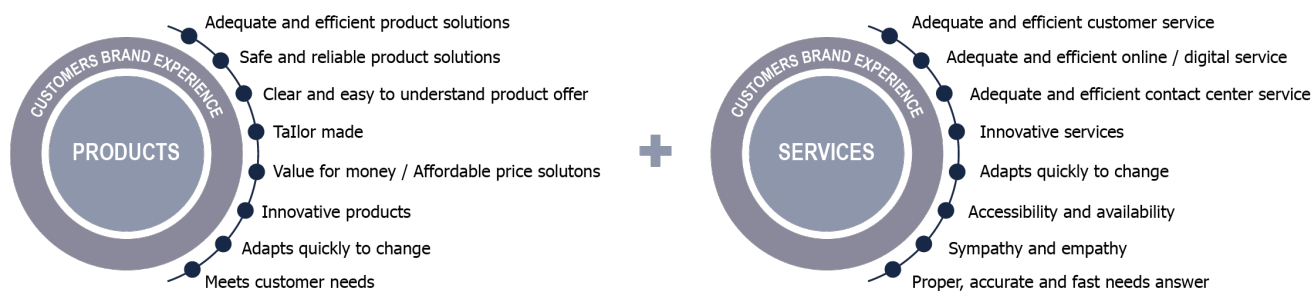 CUSTOMERS BRAND EXPERIENCE
PRODUCTS
Adequate and efficient product solutions
Safe and reliable product solutions
Clear and easy to understand product offer
TaIlor made
Value for money / Affordable price solutons
Innovative products
Adapts quickly to change
Meets customer needs
+
CUSTOMERS BRAND EXPERIENCE
SERVICES
Adequate and efficient customer service
Adequate and efficient online / digital service
Adequate and efficient contact center service
Innovative services
Adapts quickly to change
Accessibility and availability
Sympathy and empathy
Proper, accurate and fast needs answer